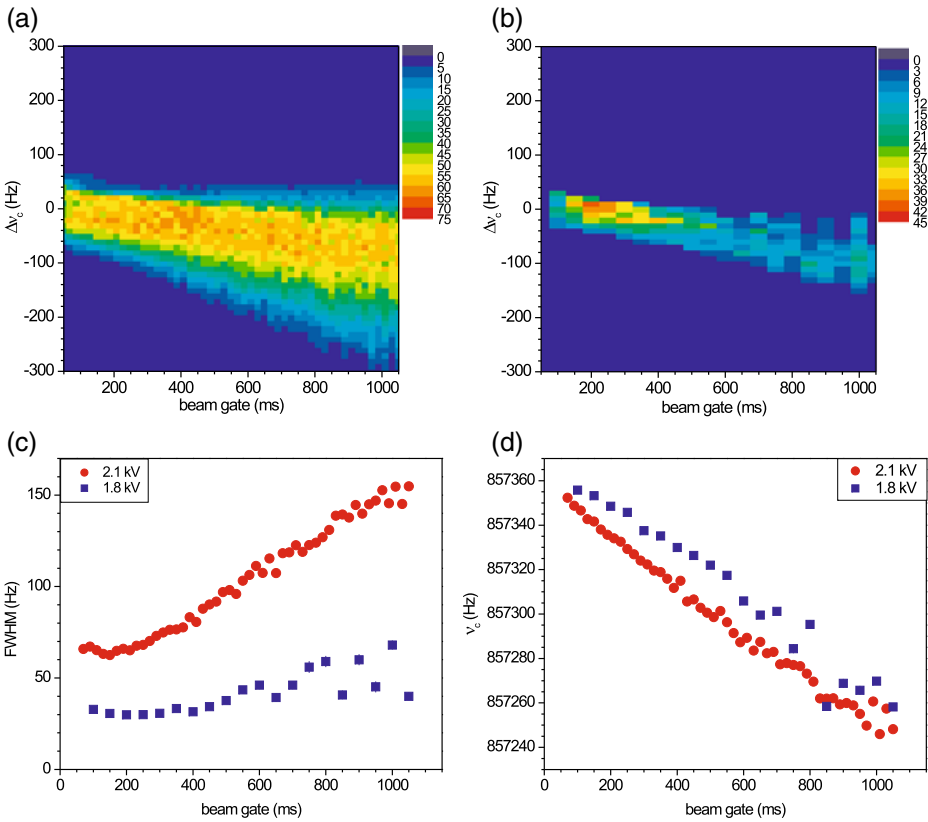 (a)
300
200
100
0
-100
-200
-300
Δν_c (Hz)
200 400 600 800 1000
beam gate (ms)
0
5
10
15
20
25
30
35
40
45
50
55
60
65
70
75
(b)
300
200
100
0
-100
-200
-300
Δν_c (Hz)
200 400 600 800 1000
beam gate (ms)
0
3
6
9
12
15
18
21
24
27
30
33
36
39
42
45
(c)
2.1 kV
1.8 kV
150
100
50
0
FWHM (Hz)
0 200 400 600 800 1000
beam gate (ms)
(d)
2.1 kV
1.8 kV
857360
857340
857320
857300
857280
857260
857240
ν_c (Hz)
0 200 400 600 800 1000
beam gate (ms)